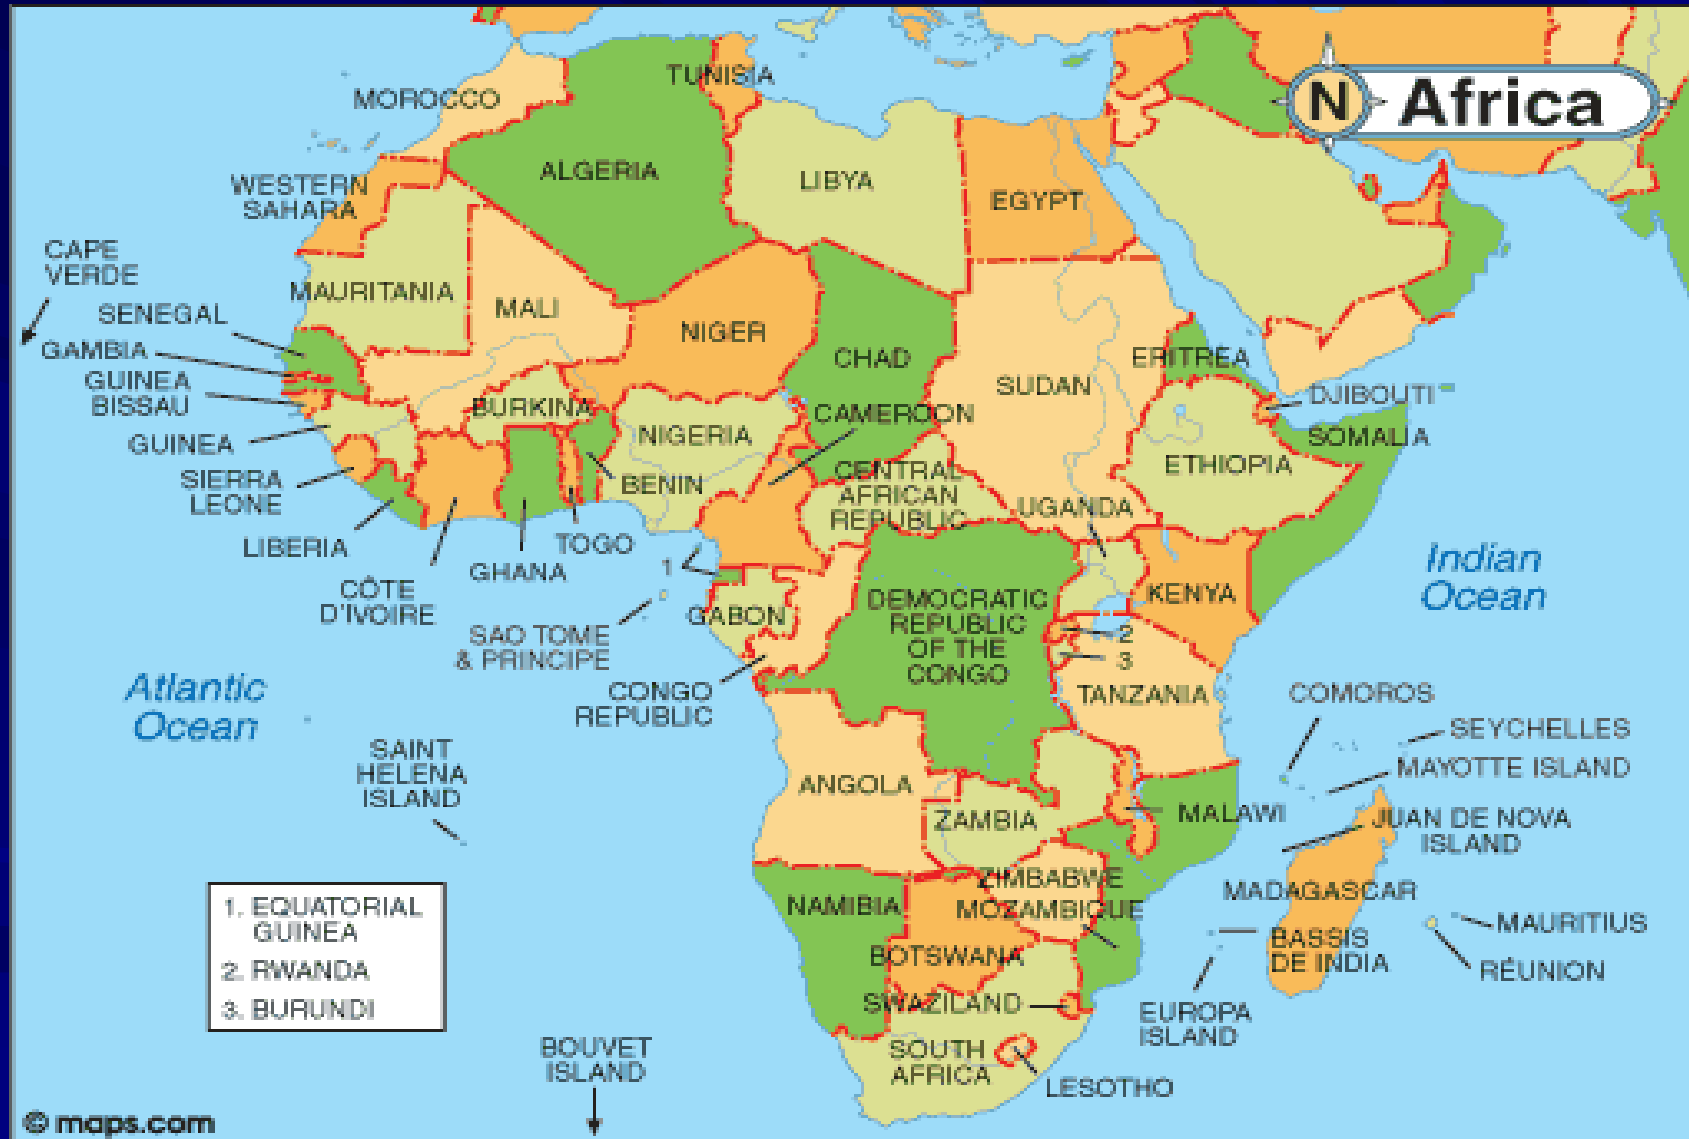 N Africa
TUNISIA
MOROCCO
ALGERIA
LIBYA
EGYPT
WESTERN
SAHARA
CAPE
VERDE
MAURITANIA
MALI
NIGER
CHAD
SUDAN
ERITREA
SENEGAL
GAMBIA
GUINEA
BISSAU
GUINEA
SIERRA
LEONE
LIBERIA
CÔTE
D'IVOIRE
GHANA
TOGO
BURKINA
BENIN
NIGERIA
CAMEROON
CENTRAL
AFRICAN
REPUBLIC
DJIBOUTI
SOMALIA
ETHIOPIA
UGANDA
KENYA
Indian
Ocean
1
GABON
SAO TOME
& PRINCIPE
CONGO
REPUBLIC
DEMOCRATIC
REPUBLIC
OF THE
CONGO
2
3
TANZANIA
Atlantic
Ocean
SAINT
HELENA
ISLAND
COMOROS
SEYCHELLES
MAYOTTE ISLAND
JUAN DE NOVA
ISLAND
ANGOLA
ZAMBIA
MALAWI
ZIMBABWE
MOZAMBIQUE
MADAGASCAR
MAURITIUS
RÉUNION
BASSIS
DE INDIA
EUROPA
ISLAND
NAMIBIA
BOTSWANA
SWAZILAND
SOUTH
AFRICA
LESOTHO
1. EQUATORIAL
GUINEA
2. RWANDA
3. BURUNDI
BOUVET
ISLAND
© maps.com